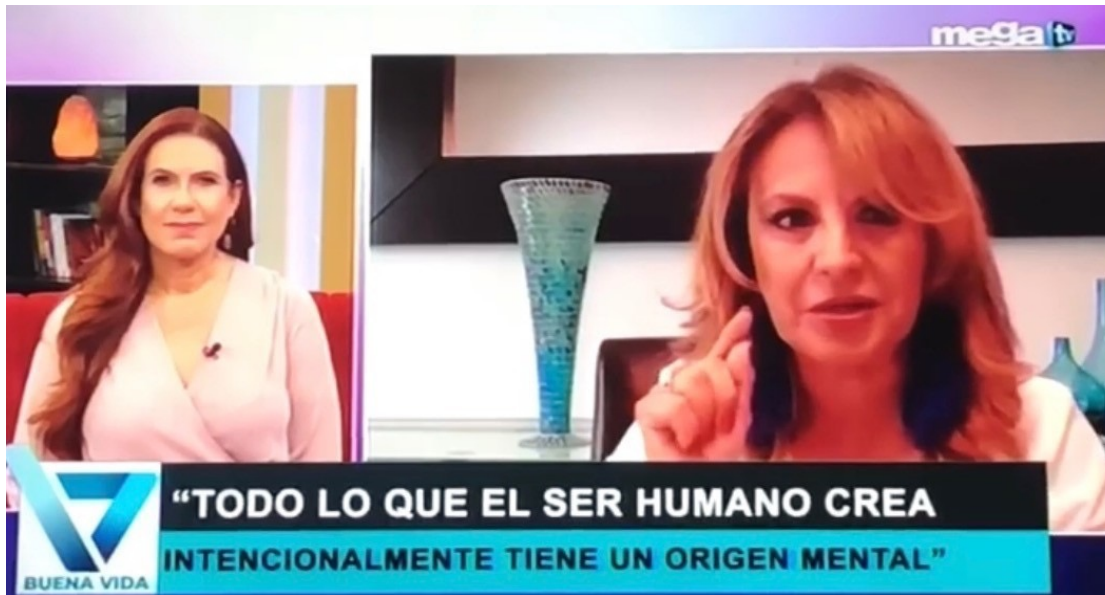 mega tv
“TODO LO QUE EL SER HUMANO CREA
INTENCIONALMENTE TIENE UN ORIGEN MENTAL”
BUENA VIDA